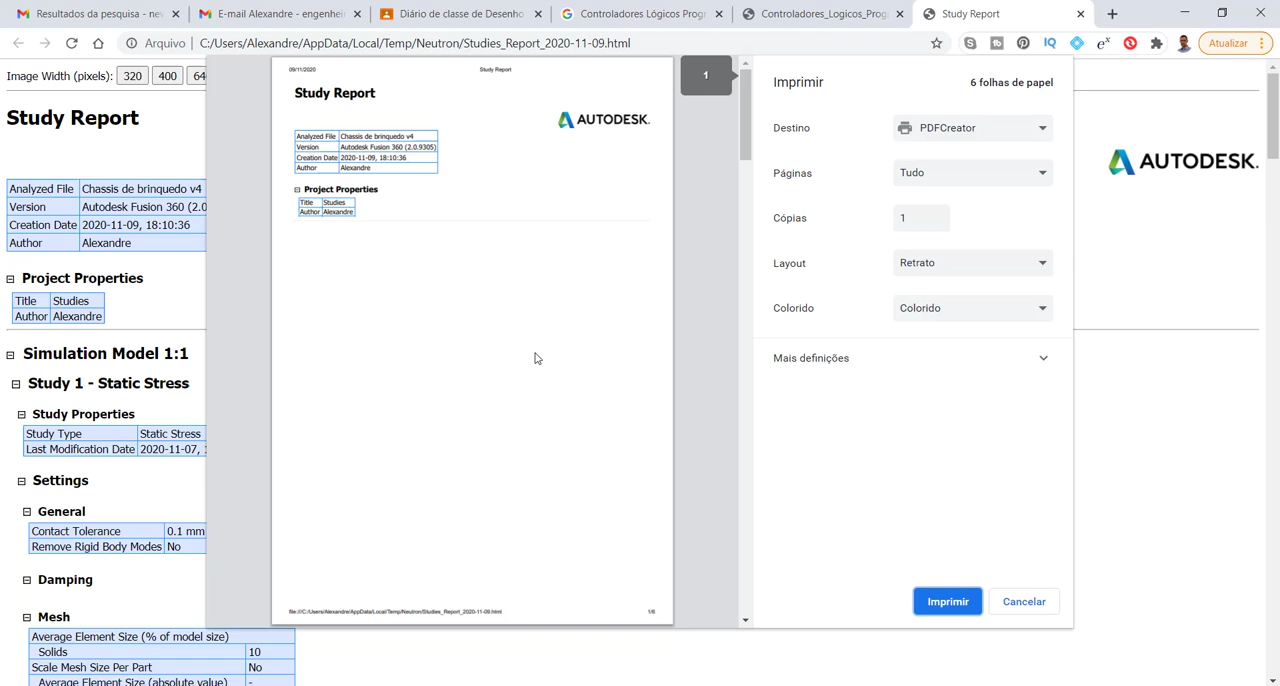 Resultados da pesquisa - nev
E-mail Alexandre - engenheir
Diário de classe de Desenho
Controladores Lógicos Progr
Controladores_Logicos_Prog
Study Report
Arquivo
C:/Users/Alexandre/AppData/Local/Temp/Neutron/Studies_Report_2020-11-09.html
Atualizar
Image Width (pixels): 320 400 64
Study Report
AUTODESK.
Analyzed File Chassis de brinquedo v4
Version Autodesk Fusion 360 (2.0
Creation Date 2020-11-09, 18:10:36
Author Alexandre
Project Properties
Title Studies
Author Alexandre
Simulation Model 1:1
Study 1 - Static Stress
Study Properties
Study Type Static Stress
Last Modification Date 2020-11-07,
Settings
General
Contact Tolerance 0.1 mm
Remove Rigid Body Modes No
Damping
Mesh
Average Element Size (% of model size)
Solids 10
Scale Mesh Size Per Part No
Average Element Size (absolute value) -
09/11/2020 Study Report
Study Report
AUTODESK.
Analyzed File Chassis de brinquedo v4
Version Autodesk Fusion 360 (2.0.9305)
Creation Date 2020-11-09, 18:10:36
Author Alexandre
Project Properties
Title Studies
Author Alexandre
file:///C:/Users/Alexandre/AppData/Local/Temp/Neutron/Studies_Report_2020-11-09.html 1/6
1
Imprimir 6 folhas de papel
Destino PDFCreator
Páginas Tudo
Cópias 1
Layout Retrato
Colorido Colorido
Mais definições
Imprimir Cancelar